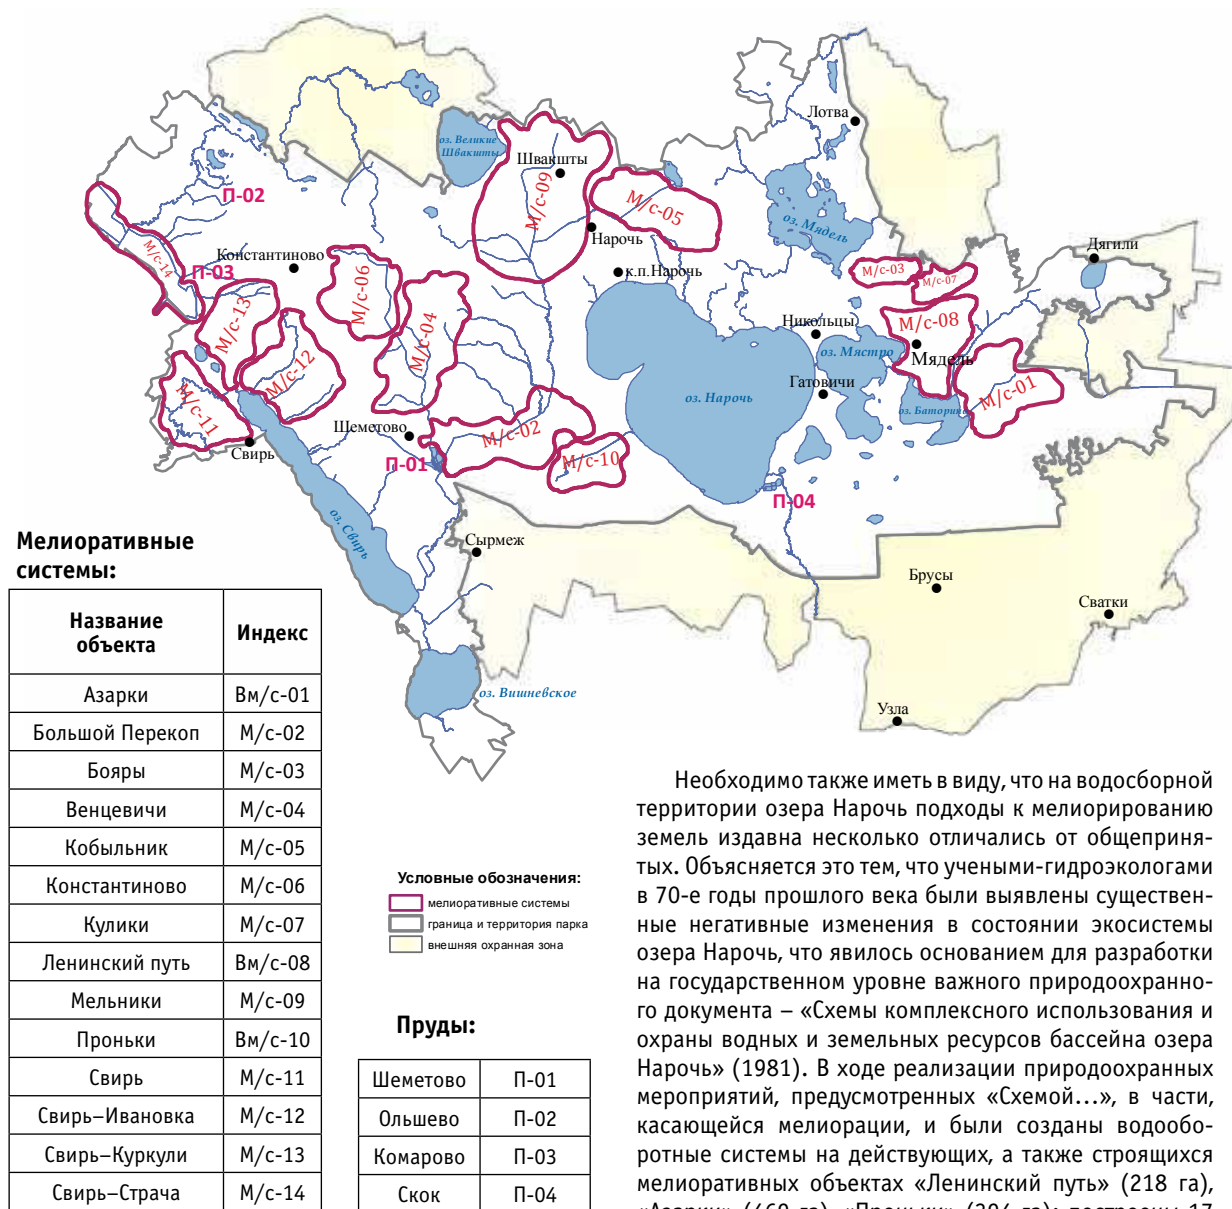 Лотва
оз. Великие
Швакшты
Швакшты
М/с-09
М/с-05
П-02
оз. Мядель
Нарочь
Дягили
М/с-14
П-03
Константиново
к.п.Нарочь
М/с-03
М/с-07
М/с-06
М/с-13
М/с-04
Никольцы
М/с-08
Мядель
оз. Мястро
М/с-12
М/с-01
Гатовичи
оз. Нарочь
оз. Баторино
М/с-11
Шеметово
М/с-02
Свирь
П-01
М/с-10
П-04
оз. Свирь
Сырмеж
Брусы
Сватки
оз. Вишневское
Узла
Мелиоративные
системы:
Название
объекта
Индекс
Азарки Вм/с-01
Большой Перекоп М/с-02
Бояры М/с-03
Венцевичи М/с-04
Кобыльник М/с-05
Константиново М/с-06
Кулики М/с-07
Ленинский путь Вм/с-08
Мельники М/с-09
Проньки Вм/с-10
Свирь М/с-11
Свирь–Ивановка М/с-12
Свирь–Куркули М/с-13
Свирь–Страча М/с-14
Условные обозначения:
мелиоративные системы
граница и территория парка
внешняя охранная зона
Пруды:
Шеметово П-01
Ольшево П-02
Комарово П-03
Скок П-04
Необходимо также иметь в виду, что на водосборной
территории озера Нарочь подходы к мелиорированию
земель издавна несколько отличались от общеприня-
тых. Объясняется это тем, что учеными-гидроэкологами
в 70-е годы прошлого века были выявлены существен-
ные негативные изменения в состоянии экосистемы
озера Нарочь, что явилось основанием для разработки
на государственном уровне важного природоохранно-
го документа – «Схемы комплексного использования и
охраны водных и земельных ресурсов бассейна озера
Нарочь» (1981). В ходе реализации природоохранных
мероприятий, предусмотренных «Схемой...», в части,
касающейся мелиорации, и были созданы водообо-
ротные системы на действующих, а также строящихся
мелиоративных объектах «Ленинский путь» (218 га),